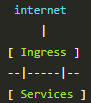 internet
|
[ Ingress ]
--|-----|--
[ Services ]